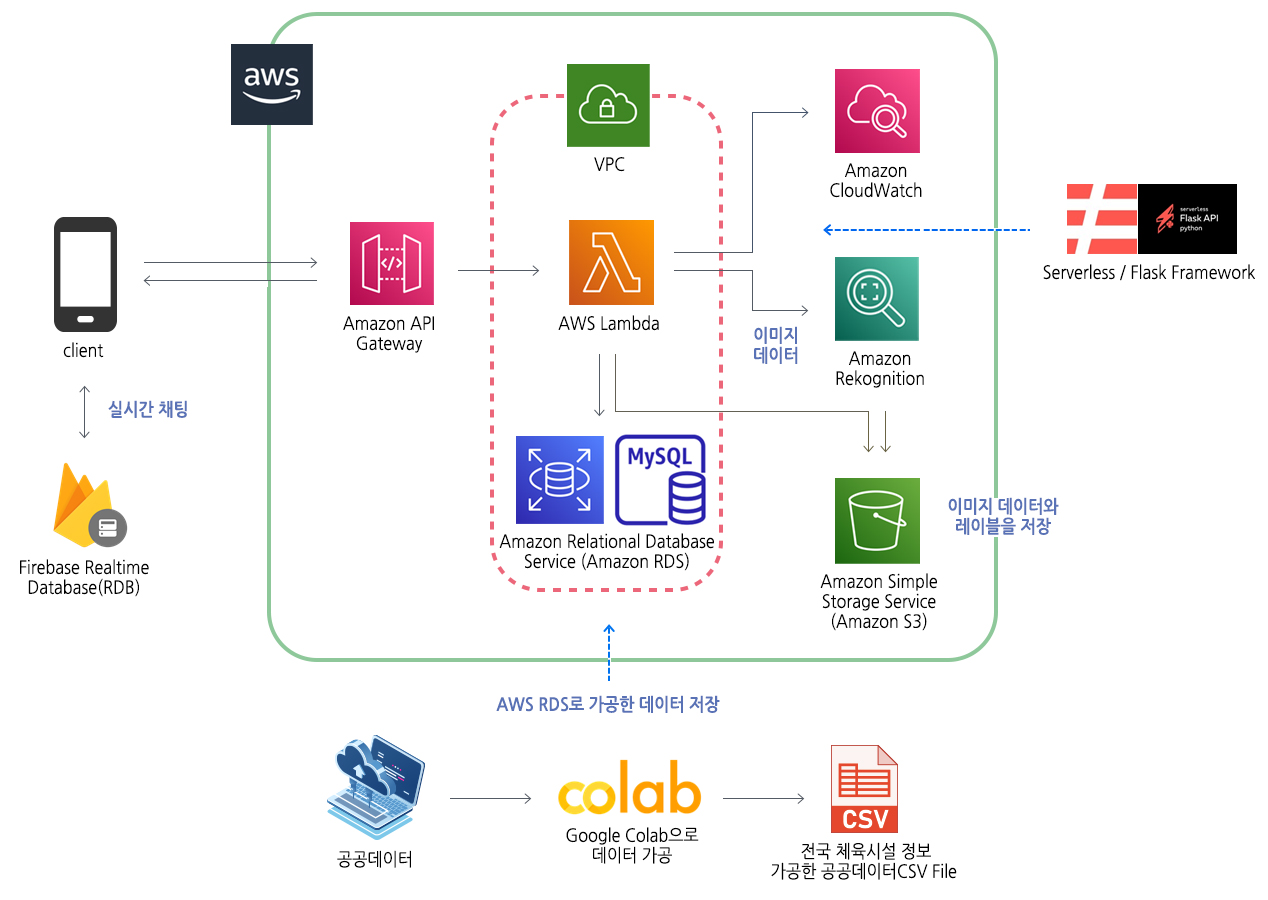 aws
VPC
Amazon
CloudWatch
serverless
Flask API
python
Serverless / Flask Framework
</>
Amazon API
Gateway
AWS Lambda
이미지
데이터
Amazon
Rekognition
client
실시간 채팅
MySQL
Amazon Relational Database
Service (Amazon RDS)
이미지 데이터와
레이블을 저장
Firebase Realtime
Database(RDB)
Amazon Simple
Storage Service
(Amazon S3)
AWS RDS로 가공한 데이터 저장
공공데이터
colab
Google Colab으로
데이터 가공
CSV
전국 체육시설 정보
가공한 공공데이터CSV File